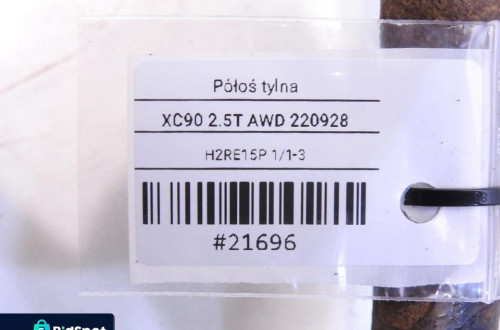 Półoś tylna
XC90 2.5T AWD 220928
H2RE15P 1/1-3
#21696